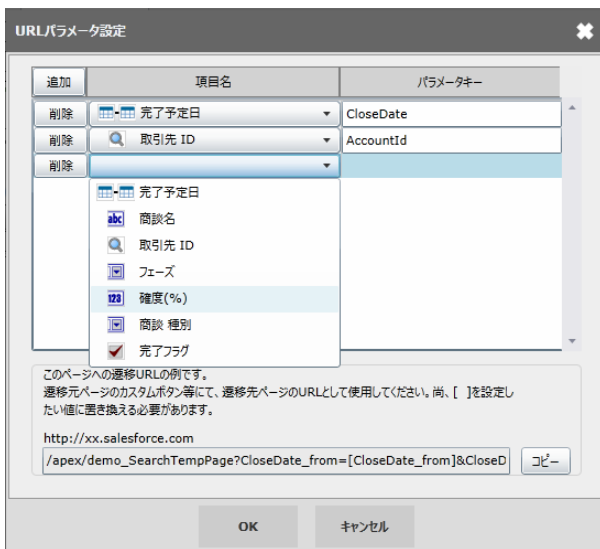 URLパラメータ設定
追加 項目名 パラメータキー
削除 完了予定日 CloseDate
削除 取引先 ID AccountId
削除
完了予定日
abc 商談名
取引先 ID
フェーズ
123 確度(%)
商談 種別
完了フラグ
このページへの遷移URLの例です。
遷移元ページのカスタムボタン等にて、遷移先ページのURLとして使用してください。尚、[ ]を設定し
たい値に置き換える必要があります。
http://xx.salesforce.com
/apex/demo_SearchTempPage?CloseDate_from=[CloseDate_from]&CloseD コピー
OK キャンセル